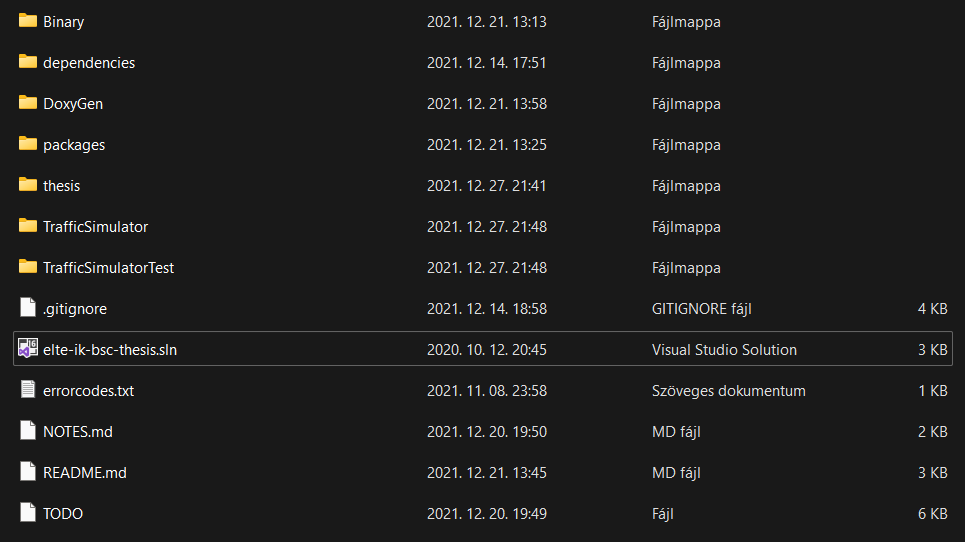 Binary 2021. 12. 21. 13:13 Fájlmappa
dependencies 2021. 12. 14. 17:51 Fájlmappa
DoxyGen 2021. 12. 21. 13:58 Fájlmappa
packages 2021. 12. 21. 13:25 Fájlmappa
thesis 2021. 12. 27. 21:41 Fájlmappa
TrafficSimulator 2021. 12. 27. 21:48 Fájlmappa
TrafficSimulatorTest 2021. 12. 27. 21:48 Fájlmappa
.gitignore 2021. 12. 14. 18:58 GITIGNORE fájl 4 KB
elte-ik-bsc-thesis.sln 2020. 10. 12. 20:45 Visual Studio Solution 3 KB
errorcodes.txt 2021. 11. 08. 23:58 Szöveges dokumentum 1 KB
NOTES.md 2021. 12. 20. 19:50 MD fájl 2 KB
README.md 2021. 12. 21. 13:45 MD fájl 3 KB
TODO 2021. 12. 20. 19:49 Fájl 6 KB